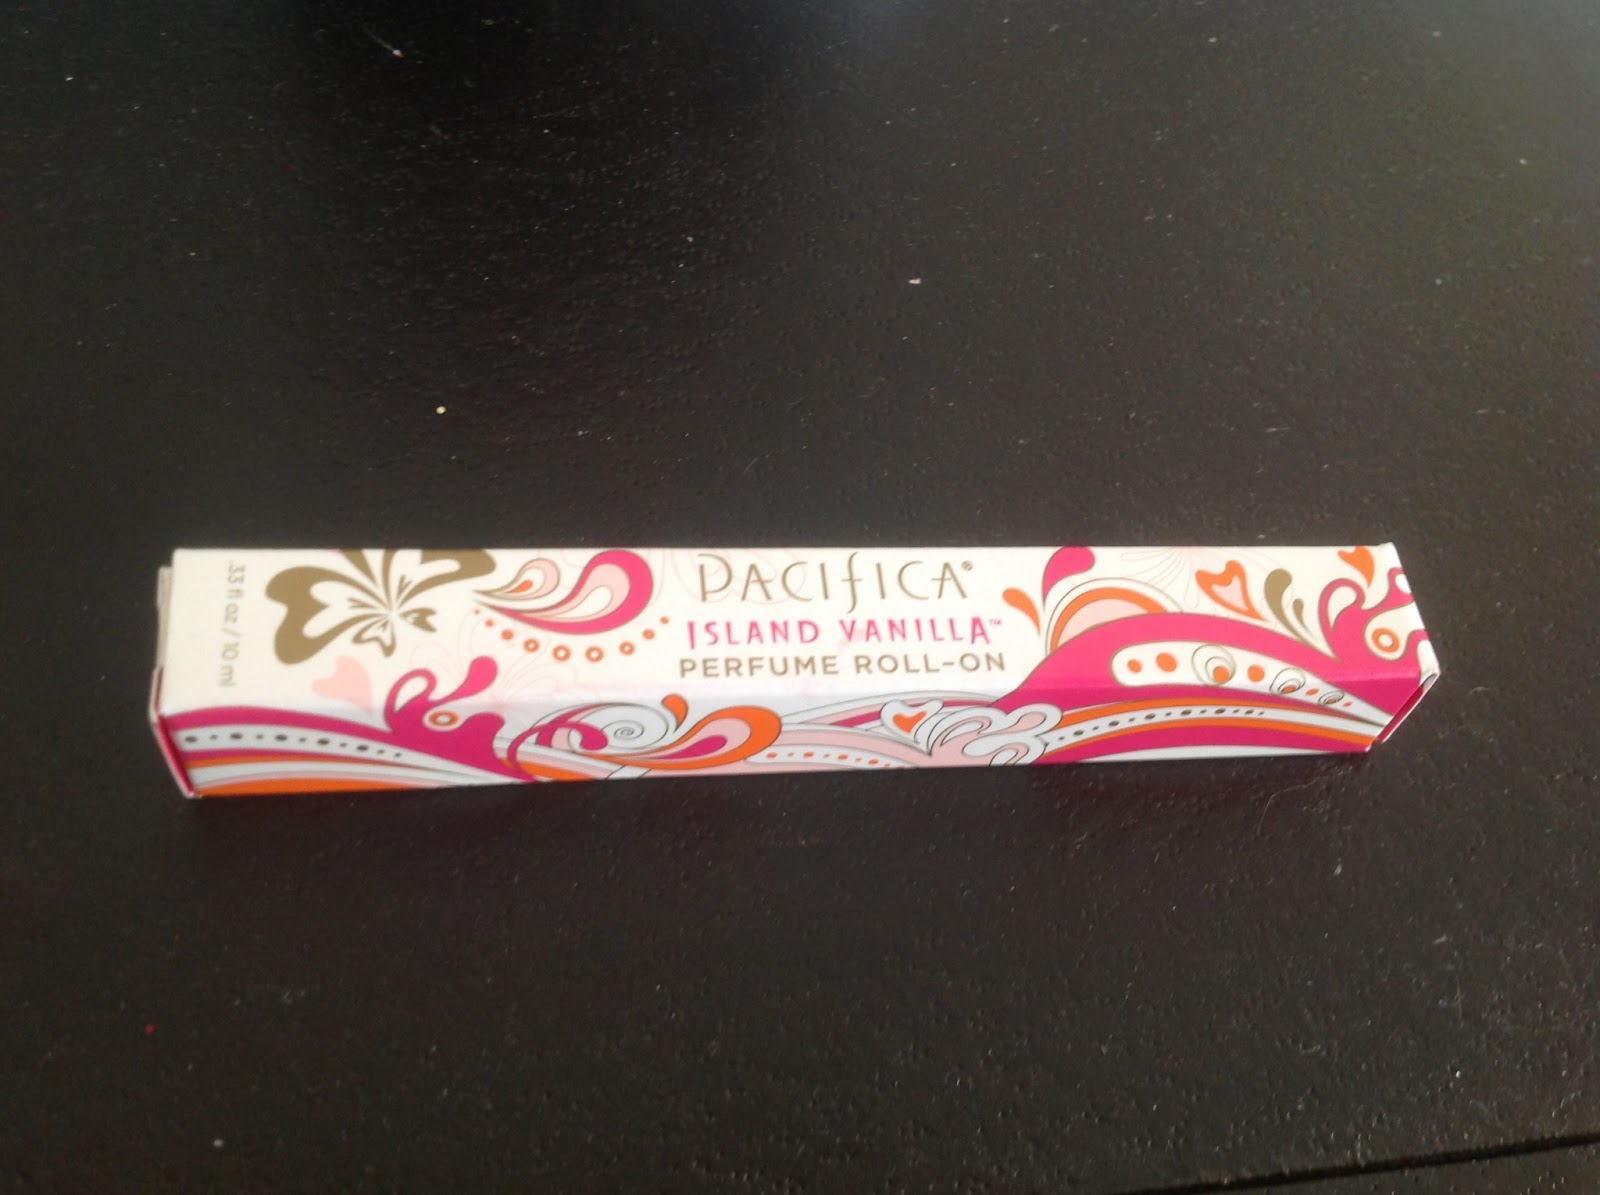 PACIFICA®
ISLAND VANILLA™
PERFUME ROLL-ON
.33 fl oz / 10 ml